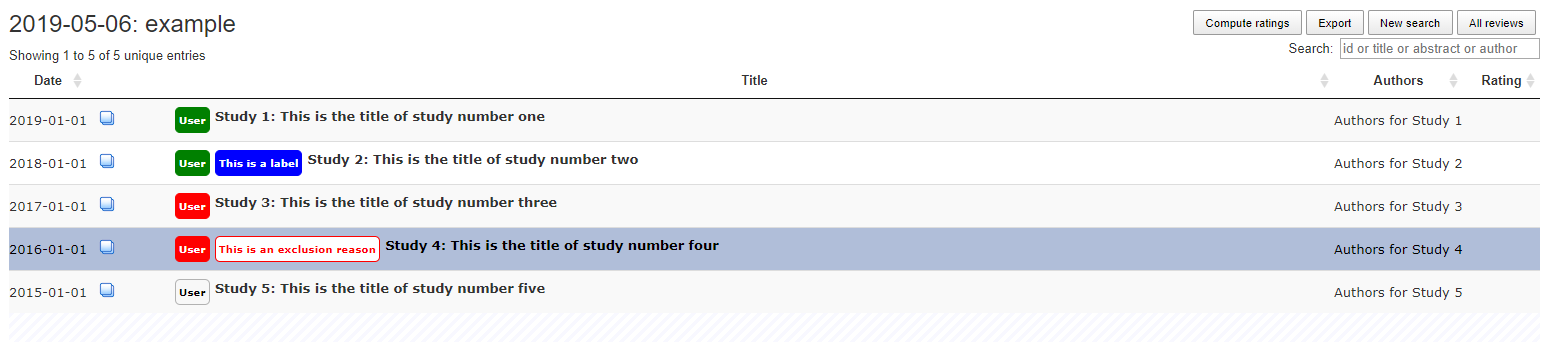 2019-05-06: example
Compute ratings Export New search All reviews
Showing 1 to 5 of 5 unique entries
Search: id or title or abstract or author
Date Title Authors Rating
2019-01-01 User Study 1: This is the title of study number one Authors for Study 1
2018-01-01 User This is a label Study 2: This is the title of study number two Authors for Study 2
2017-01-01 User Study 3: This is the title of study number three Authors for Study 3
2016-01-01 User This is an exclusion reason Study 4: This is the title of study number four Authors for Study 4
2015-01-01 User Study 5: This is the title of study number five Authors for Study 5